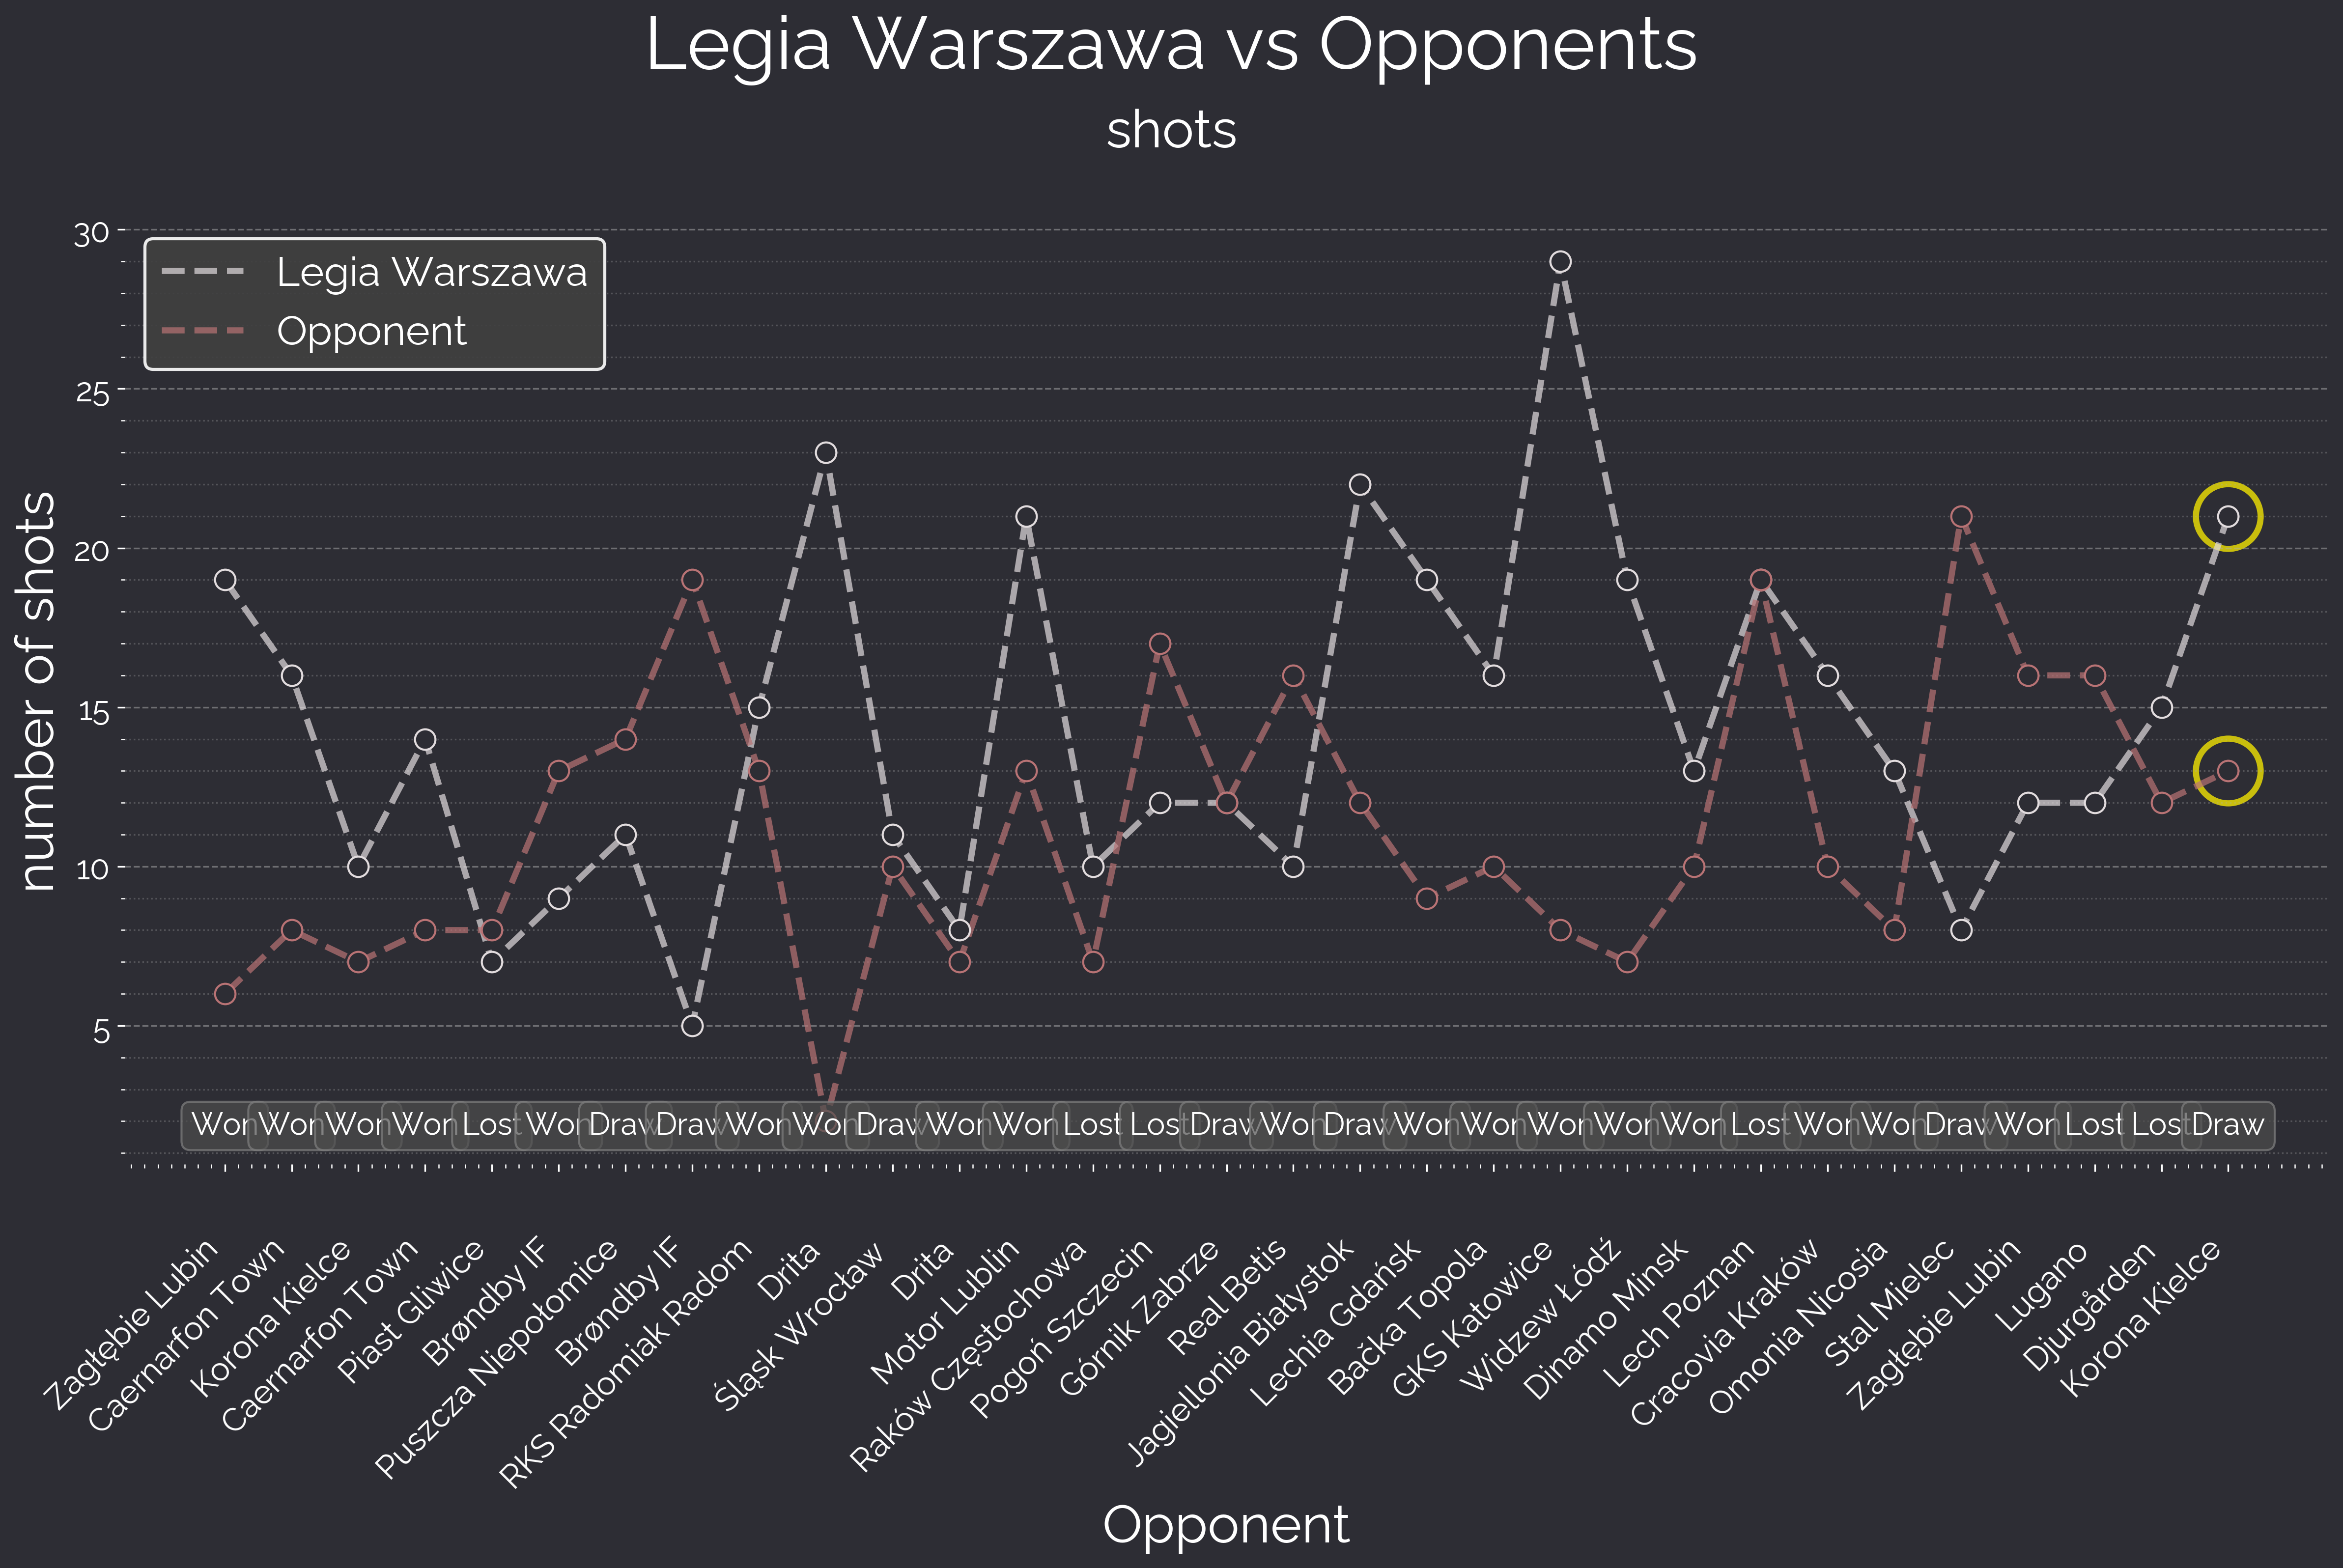 Legia Warszawa vs Opponents
shots
30
25
20
15
10
5
number of shots
Legia Warszawa
Opponent
Won Won Won Won Lost Won Draw Draw Won Won Draw Won Won Lost Lost Draw Won Draw Won Won Won Won Won Lost Won Won Draw Won Lost Lost Draw
Zagłębie Lubin
Caernarfon Town
Korona Kielce
Caernarfon Town
Piast Gliwice
Brøndby IF
Puszcza Niepołomice
Brøndby IF
RKS Radomiak Radom
Drita
Śląsk Wrocław
Drita
Motor Lublin
Raków Częstochowa
Pogoń Szczecin
Górnik Zabrze
Real Betis
Jagiellonia Białystok
Lechia Gdańsk
Bačka Topola
GKS Katowice
Widzew Łódź
Dinamo Minsk
Lech Poznan
Cracovia Kraków
Omonia Nicosia
Stal Mielec
Zagłębie Lubin
Lugano
Djurgården
Korona Kielce
Opponent